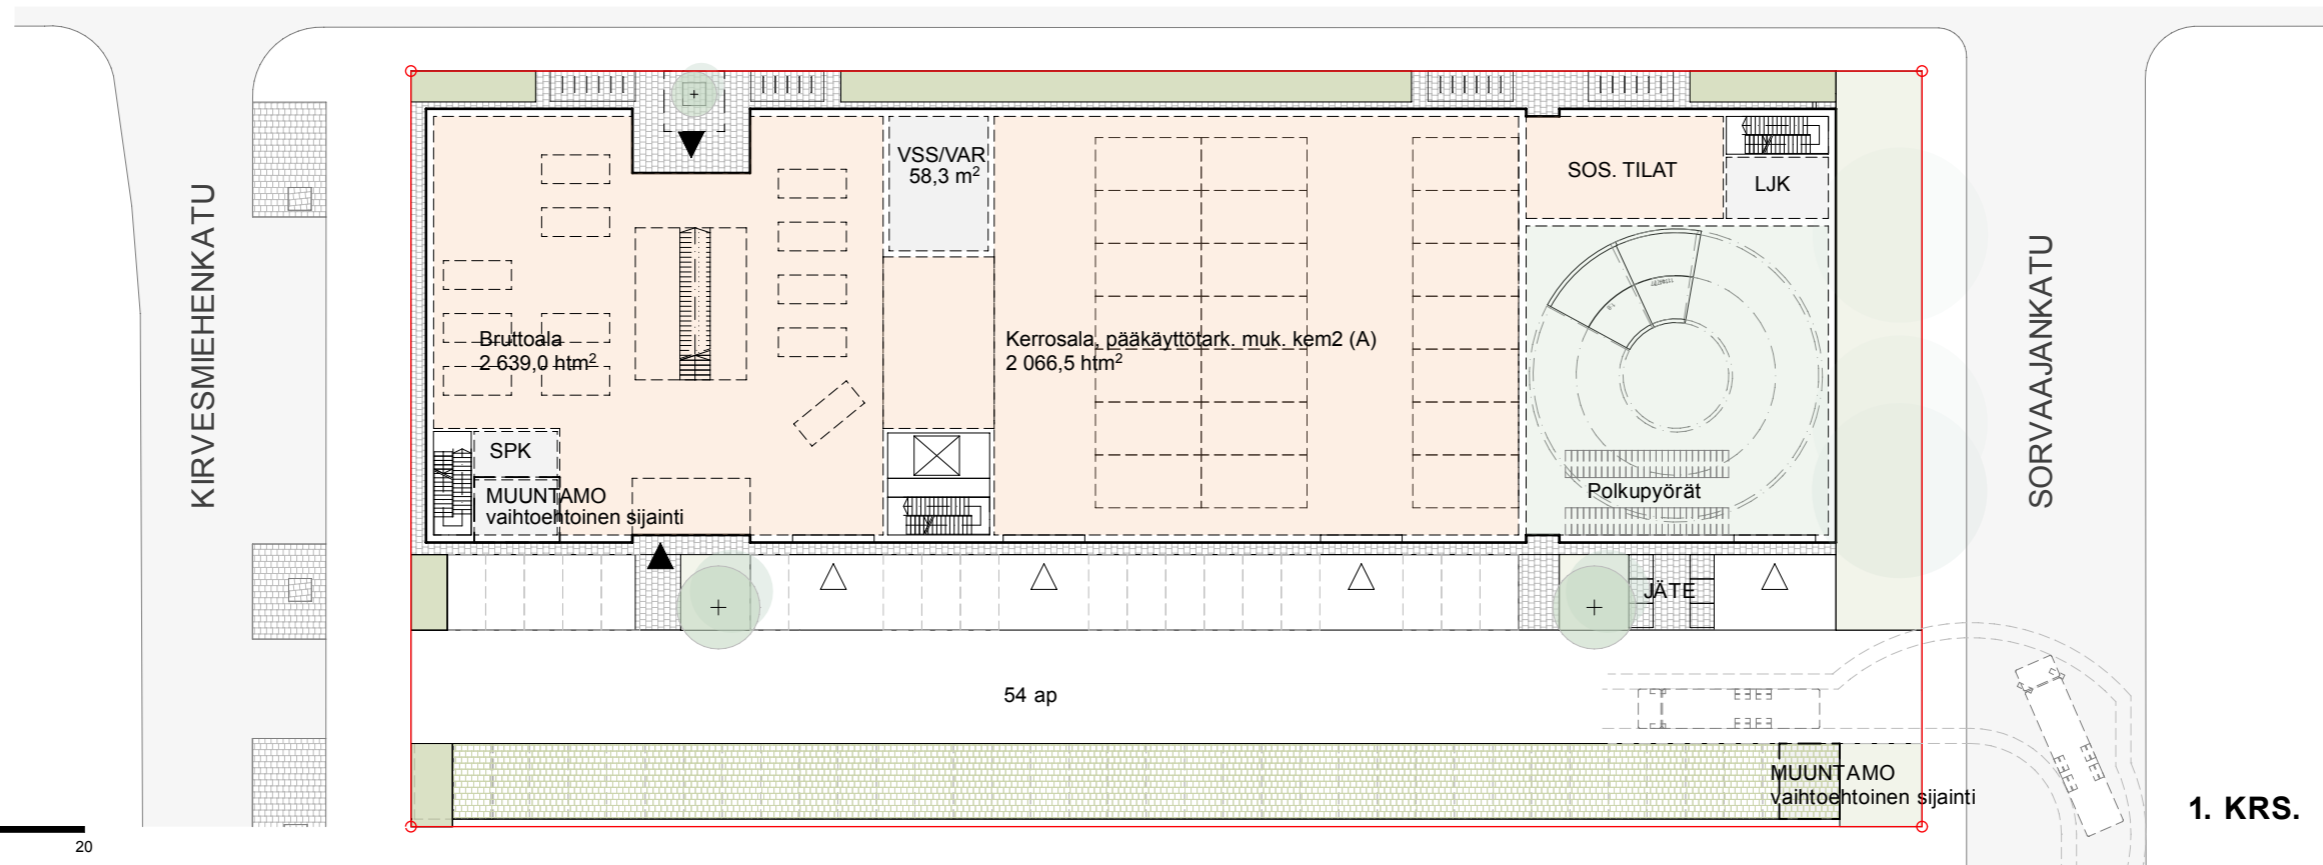 KIRVESMIEHENKATU
VSS/VAR
58,3 m²
SOS. TILAT
LJK
SORVAAJANKATU
Bruttoala
2 639,0 htm²
Kerrosala, pääkäyttötark. muk. kem2 (A)
2 066,5 htm²
SPK
MUUNTAMO
vaihtoehtoinen sijainti
Polkupyörät
JÄTE
54 ap
MUUNTAMO
vaihtoehtoinen sijainti
1. KRS.
20